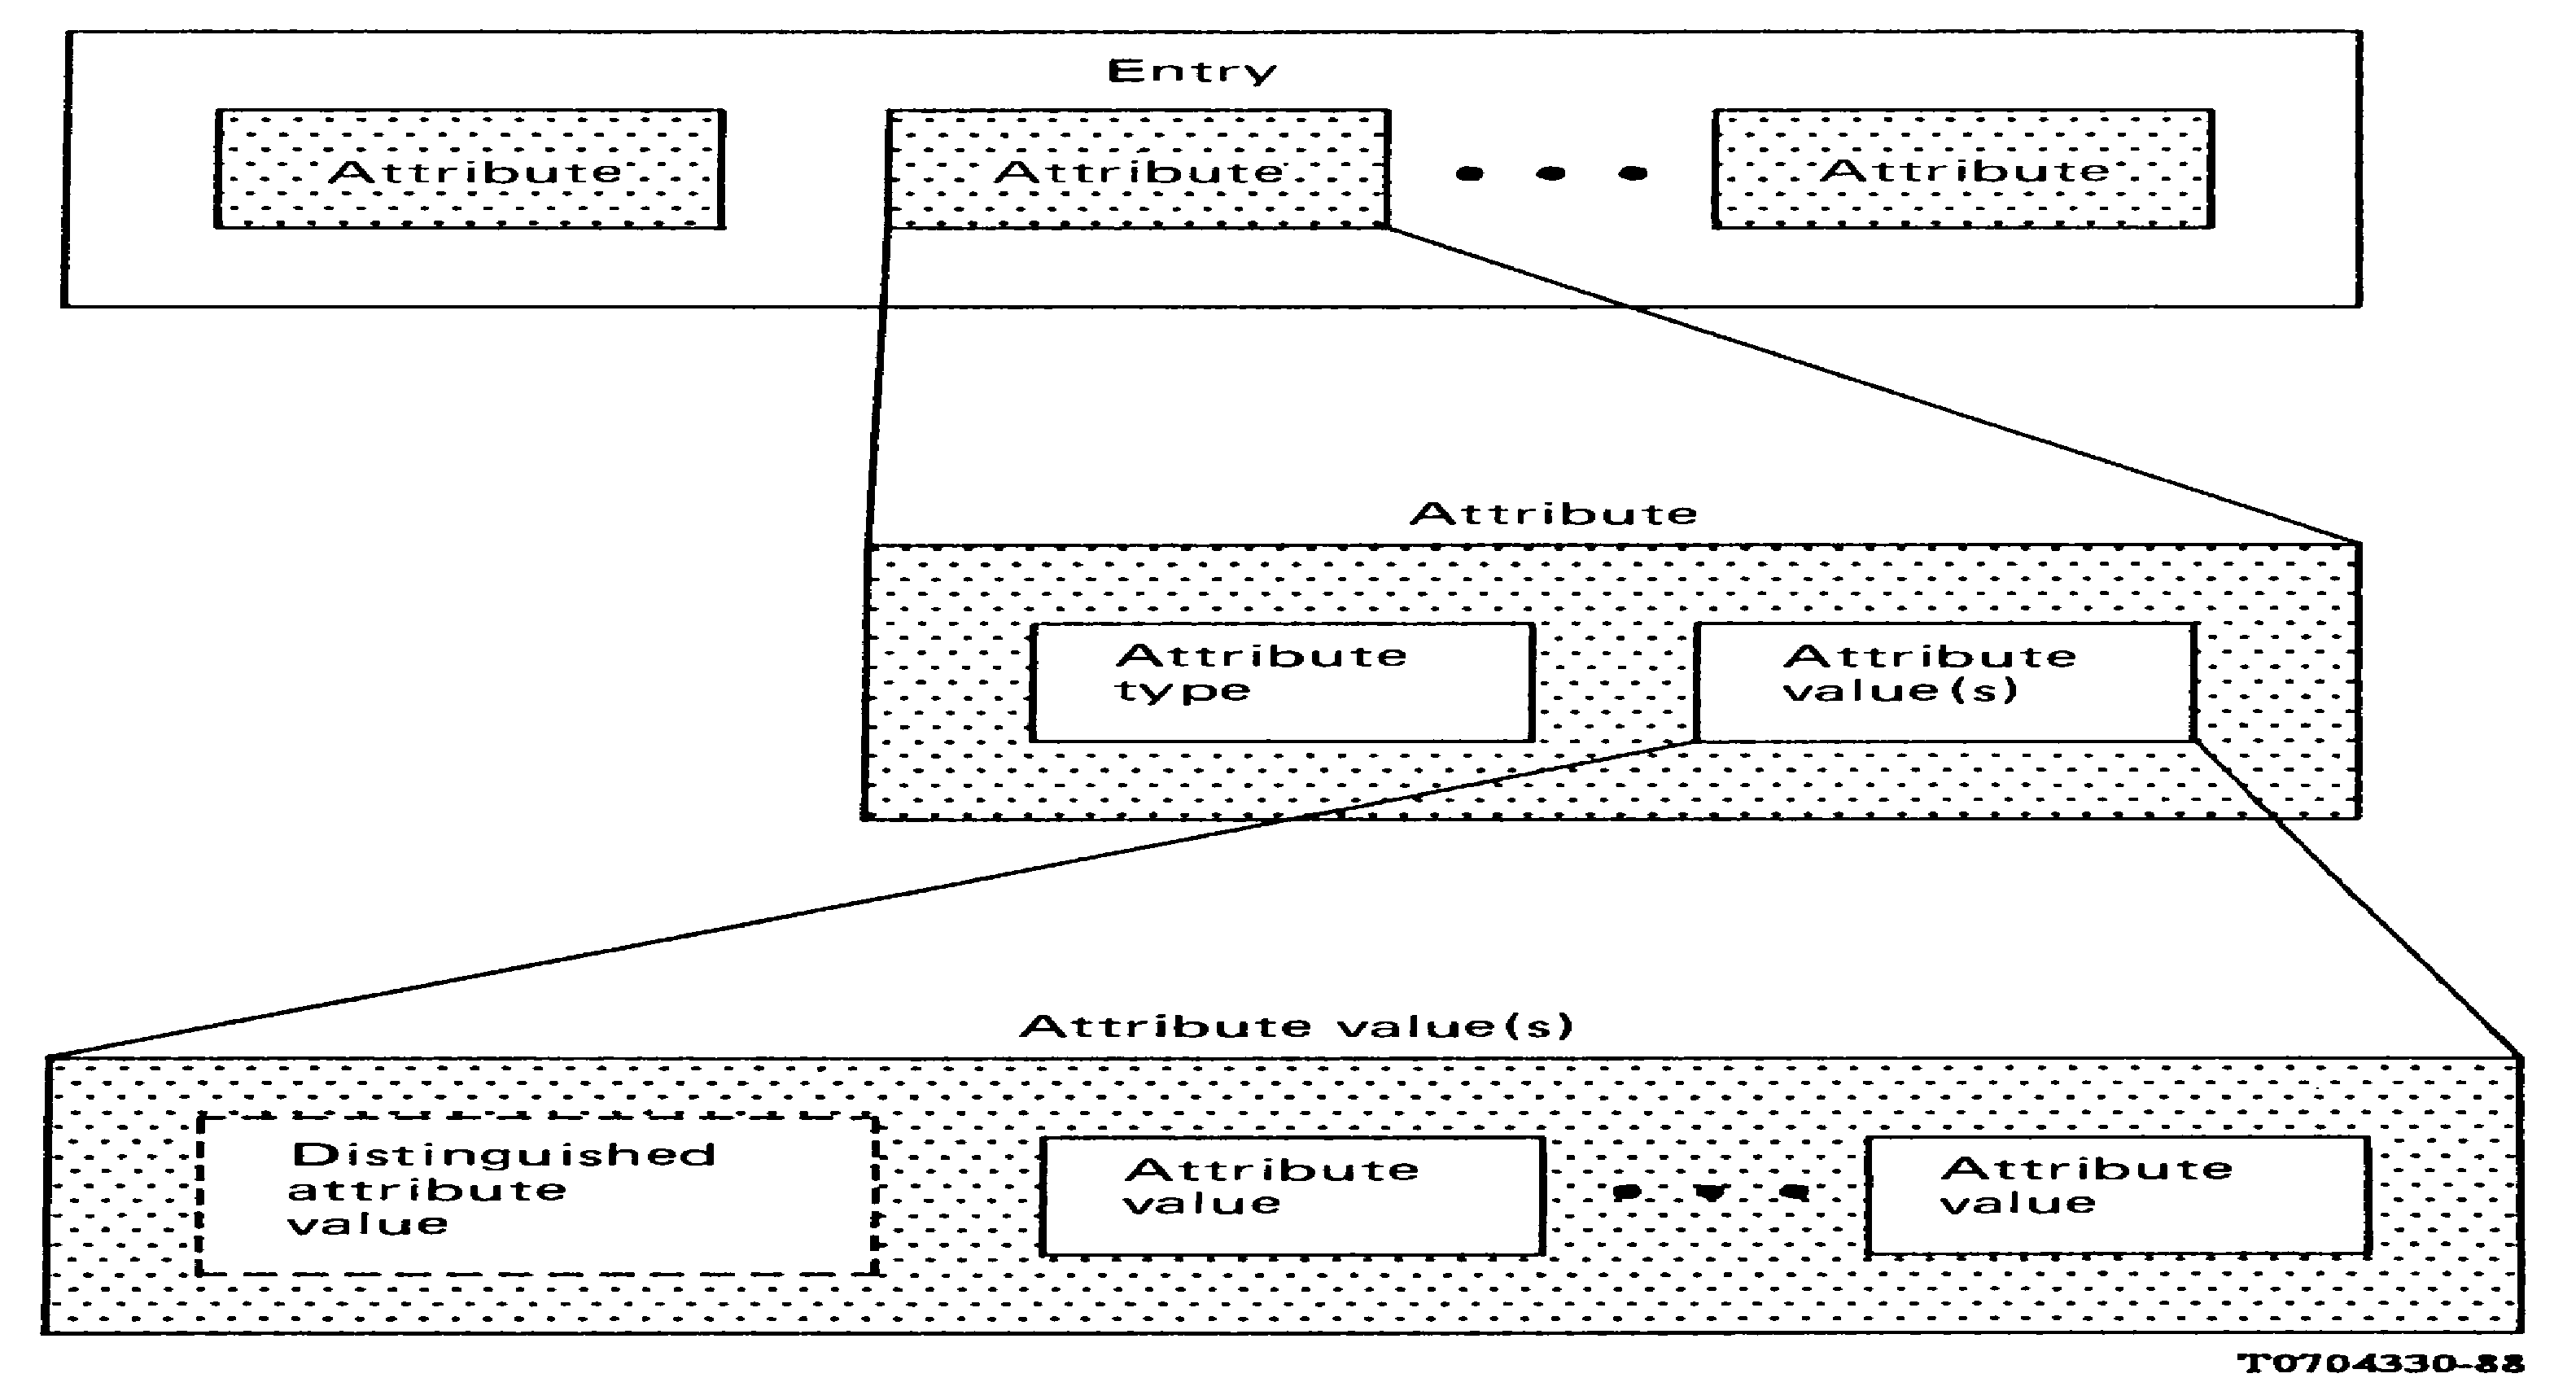 Entry
Attribute Attribute Attribute
Attribute
Attribute Attribute
type value(s)
Attribute value(s)
Distinguished
attribute
value
Attribute
value
Attribute
value
T0704330-88